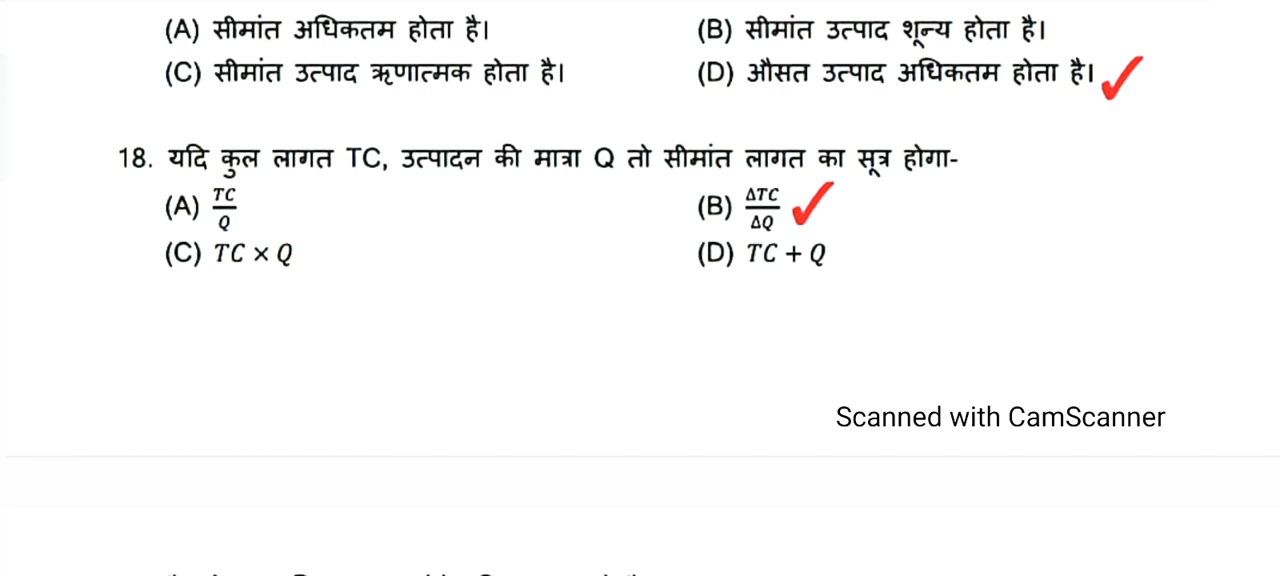 (A) सीमांत अधिकतम होता है। (B) सीमांत उत्पाद शून्य होता है।
(C) सीमांत उत्पाद ऋणात्मक होता है। (D) औसत उत्पाद अधिकतम होता है।
18. यदि कुल लागत TC, उत्पादन की मात्रा Q तो सीमांत लागत का सूत्र होगा-
(A) TC/Q (B) ΔTC/ΔQ
(C) TC × Q (D) TC + Q
Scanned with CamScanner